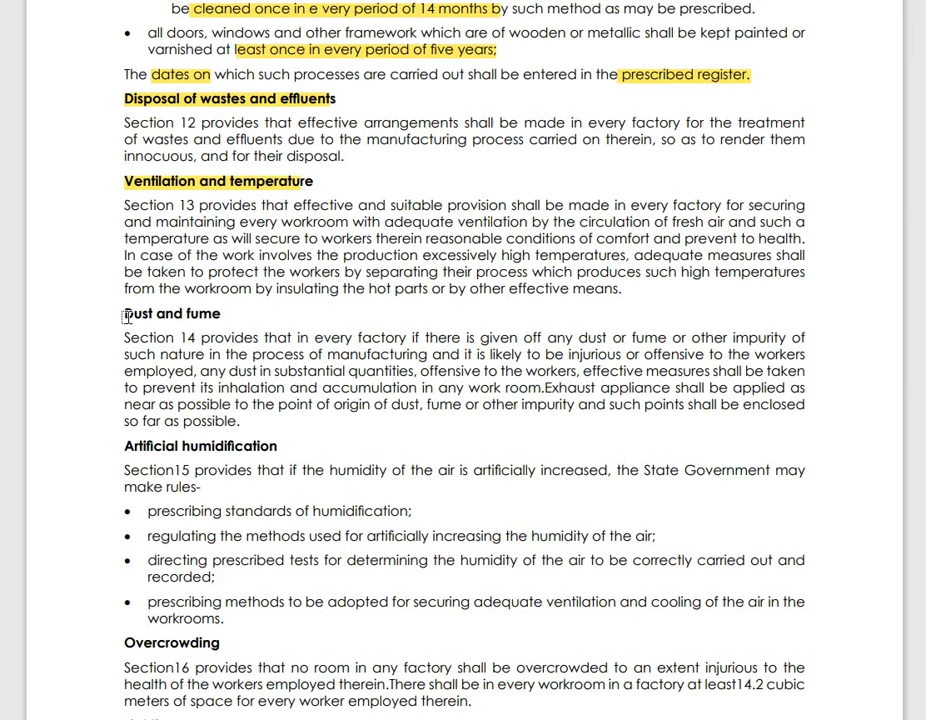 be cleaned once in e very period of 14 months by such method as may be prescribed.
• all doors, windows and other framework which are of wooden or metallic shall be kept painted or
varnished at least once in every period of five years;
The dates on which such processes are carried out shall be entered in the prescribed register.
Disposal of wastes and effluents
Section 12 provides that effective arrangements shall be made in every factory for the treatment
of wastes and effluents due to the manufacturing process carried on therein, so as to render them
innocuous, and for their disposal.
Ventilation and temperature
Section 13 provides that effective and suitable provision shall be made in every factory for securing
and maintaining every workroom with adequate ventilation by the circulation of fresh air and such a
temperature as will secure to workers therein reasonable conditions of comfort and prevent to health.
In case of the work involves the production excessively high temperatures, adequate measures shall
be taken to protect the workers by separating their process which produces such high temperatures
from the workroom by insulating the hot parts or by other effective means.
Dust and fume
Section 14 provides that in every factory if there is given off any dust or fume or other impurity of
such nature in the process of manufacturing and it is likely to be injurious or offensive to the workers
employed, any dust in substantial quantities, offensive to the workers, effective measures shall be taken
to prevent its inhalation and accumulation in any work room.Exhaust appliance shall be applied as
near as possible to the point of origin of dust, fume or other impurity and such points shall be enclosed
so far as possible.
Artificial humidification
Section15 provides that if the humidity of the air is artificially increased, the State Government may
make rules-
• prescribing standards of humidification;
• regulating the methods used for artificially increasing the humidity of the air;
• directing prescribed tests for determining the humidity of the air to be correctly carried out and
recorded;
• prescribing methods to be adopted for securing adequate ventilation and cooling of the air in the
workrooms.
Overcrowding
Section16 provides that no room in any factory shall be overcrowded to an extent injurious to the
health of the workers employed therein.There shall be in every workroom in a factory at least14.2 cubic
meters of space for every worker employed therein.